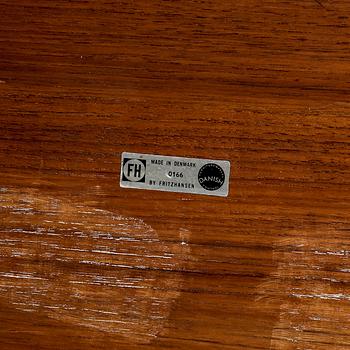 FH
MADE IN DENMARK
0166
BY FRITZHANSEN
DANISH